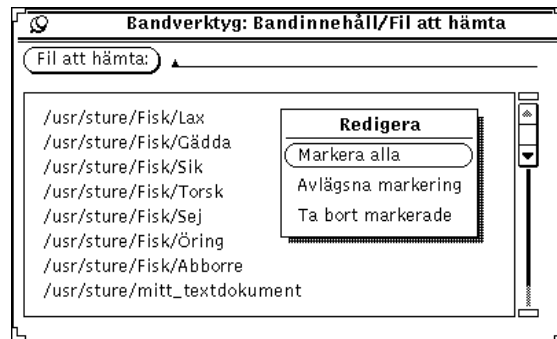 Bandverktyg: Bandinnehåll/Fil att hämta
Fil att hämta:
/usr/sture/Fisk/Lax
/usr/sture/Fisk/Gädda
/usr/sture/Fisk/Sik
/usr/sture/Fisk/Torsk
/usr/sture/Fisk/Sej
/usr/sture/Fisk/Öring
/usr/sture/Fisk/Abborre
/usr/sture/mitt_textdokument
Redigera
Markera alla
Avlägsna markering
Ta bort markerade